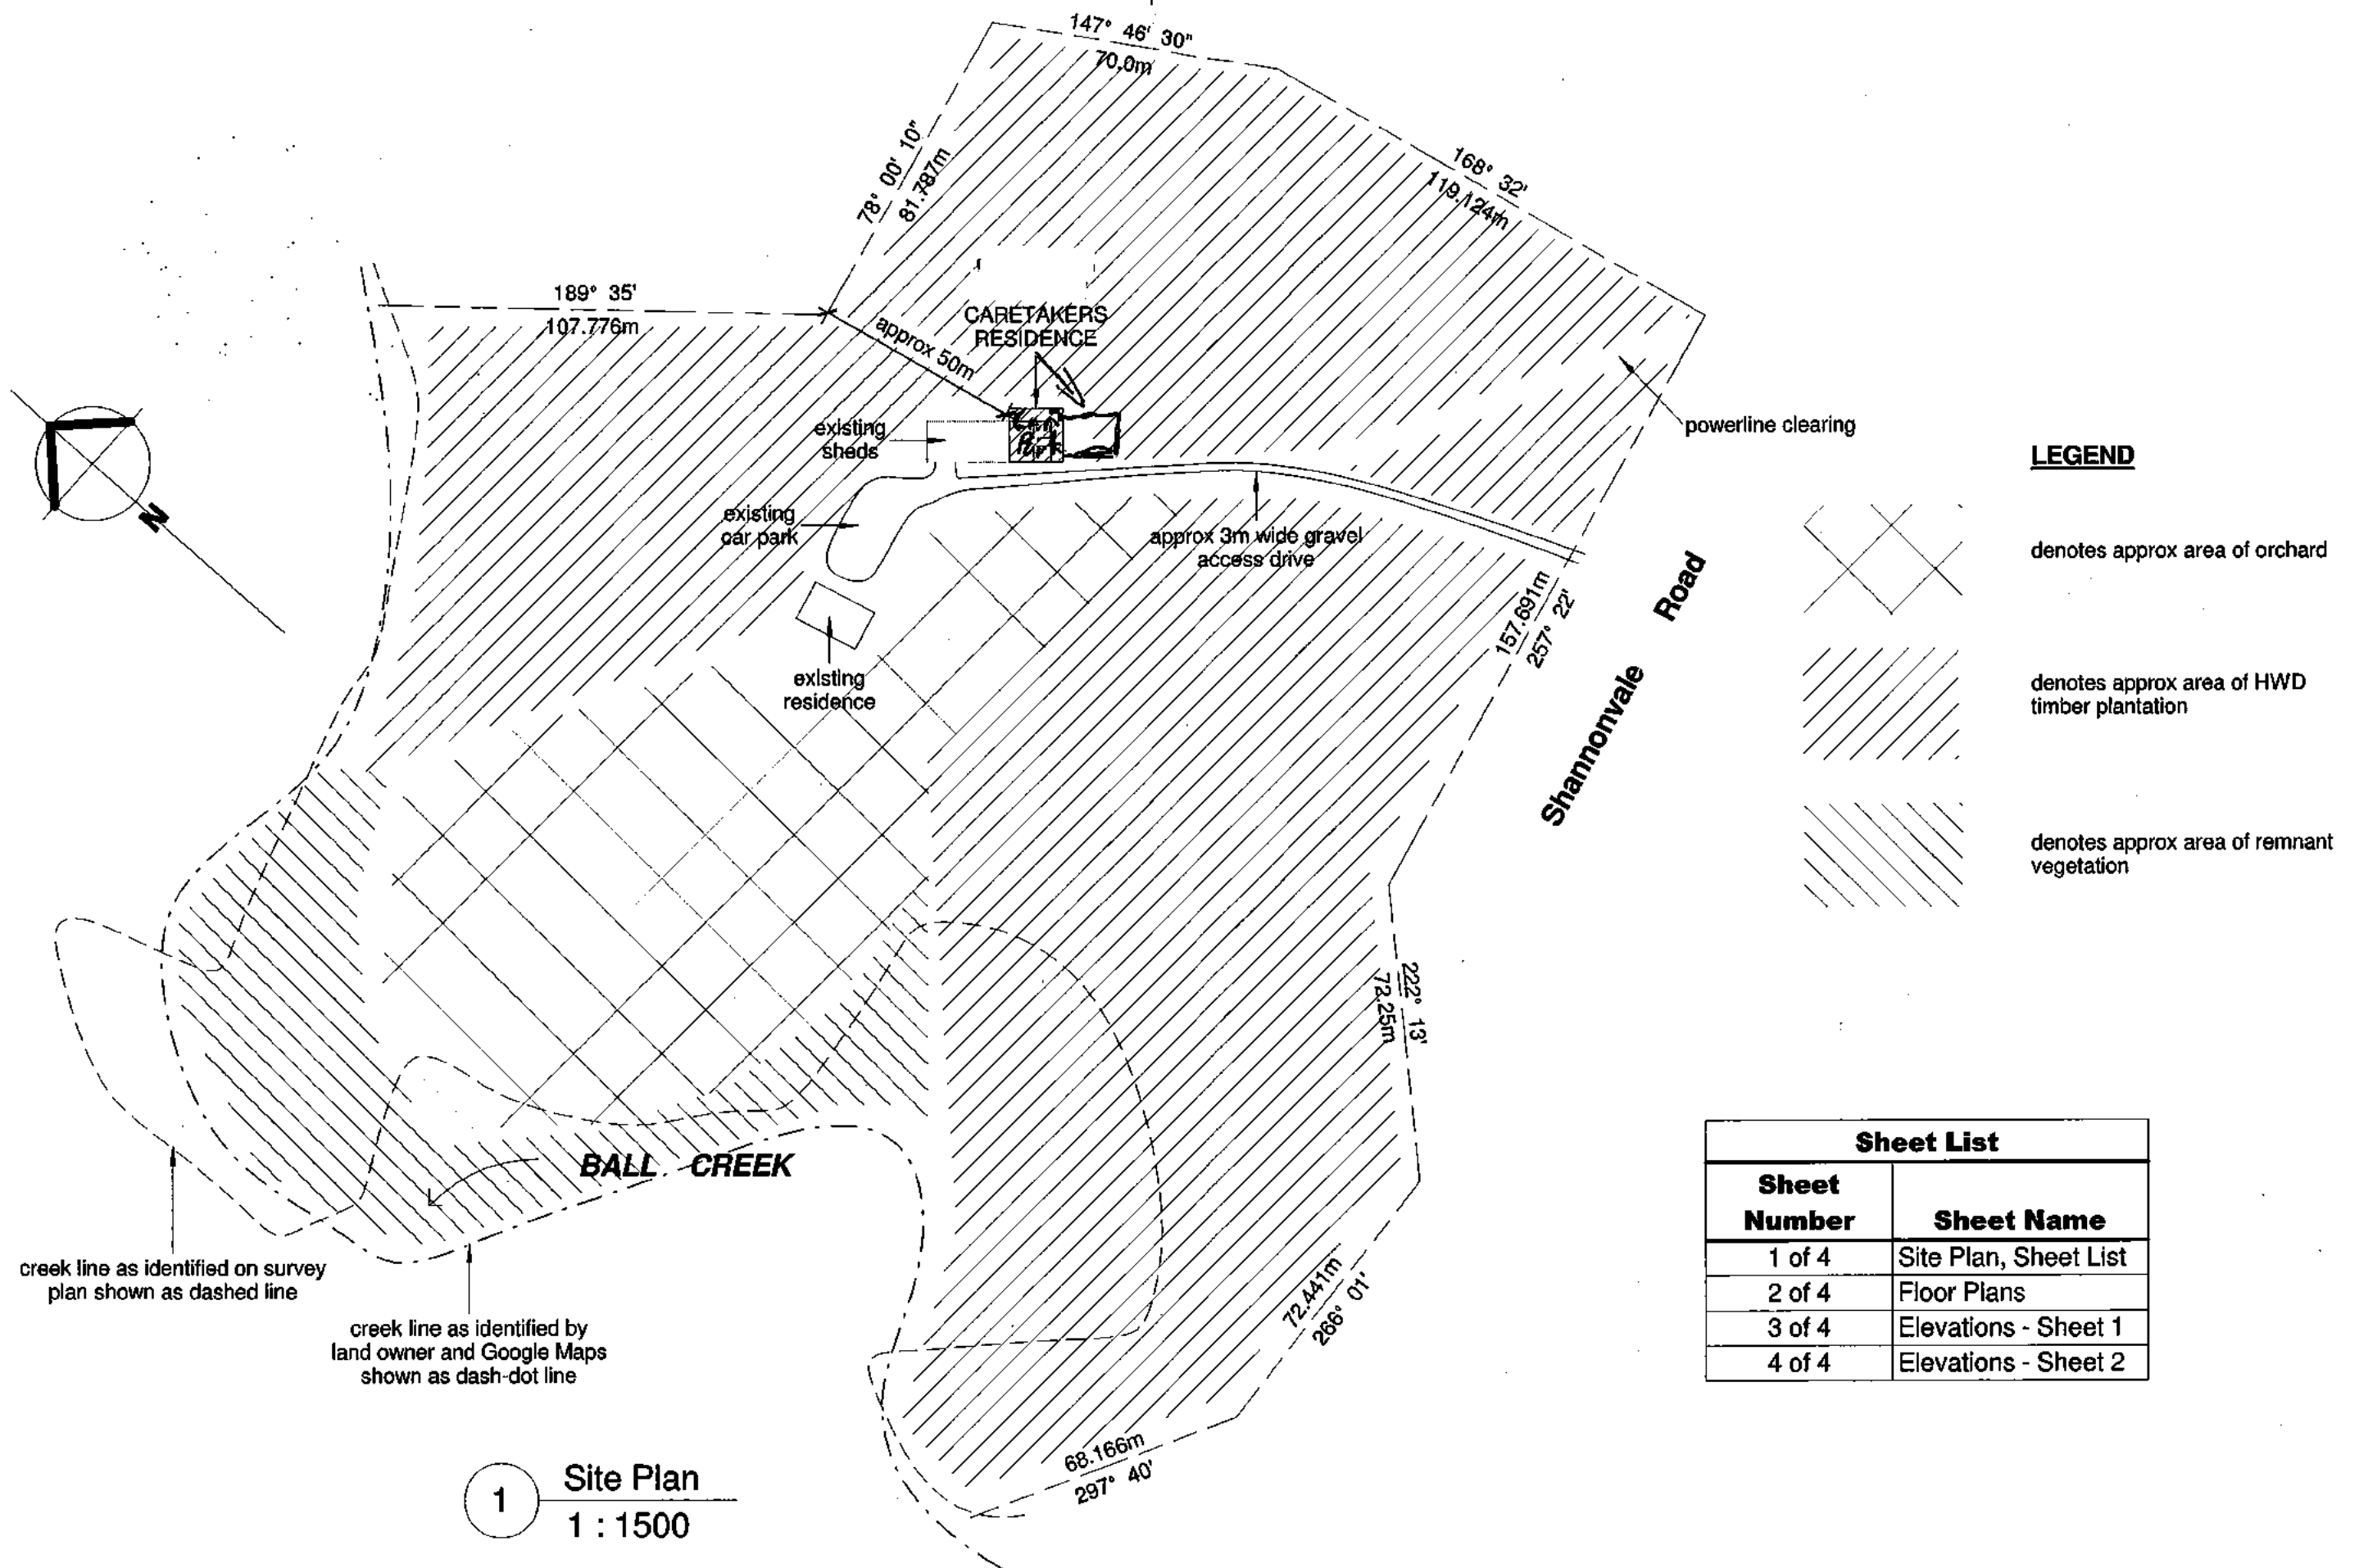 147° 46' 30"
70.0m
168° 32'
119.124m
78° 00' 10"
81.787m
189° 35'
107.776m
approx 50m
CARETAKERS
RESIDENCE
existing
sheds
existing
car park
existing
residence
approx 3m wide gravel
access drive
powerline clearing
N
157.691m
257° 22'
Shannonvale Road
222° 13'
72.25m
72.441m
266° 01'
68.166m
297° 40'
BALL CREEK
creek line as identified on survey
plan shown as dashed line
creek line as identified by
land owner and Google Maps
shown as dash-dot line
1
Site Plan
1 : 1500
LEGEND
denotes approx area of orchard
denotes approx area of HWD
timber plantation
denotes approx area of remnant
vegetation
Sheet List
Sheet
Number
Sheet Name
1 of 4
Site Plan, Sheet List
2 of 4
Floor Plans
3 of 4
Elevations - Sheet 1
4 of 4
Elevations - Sheet 2